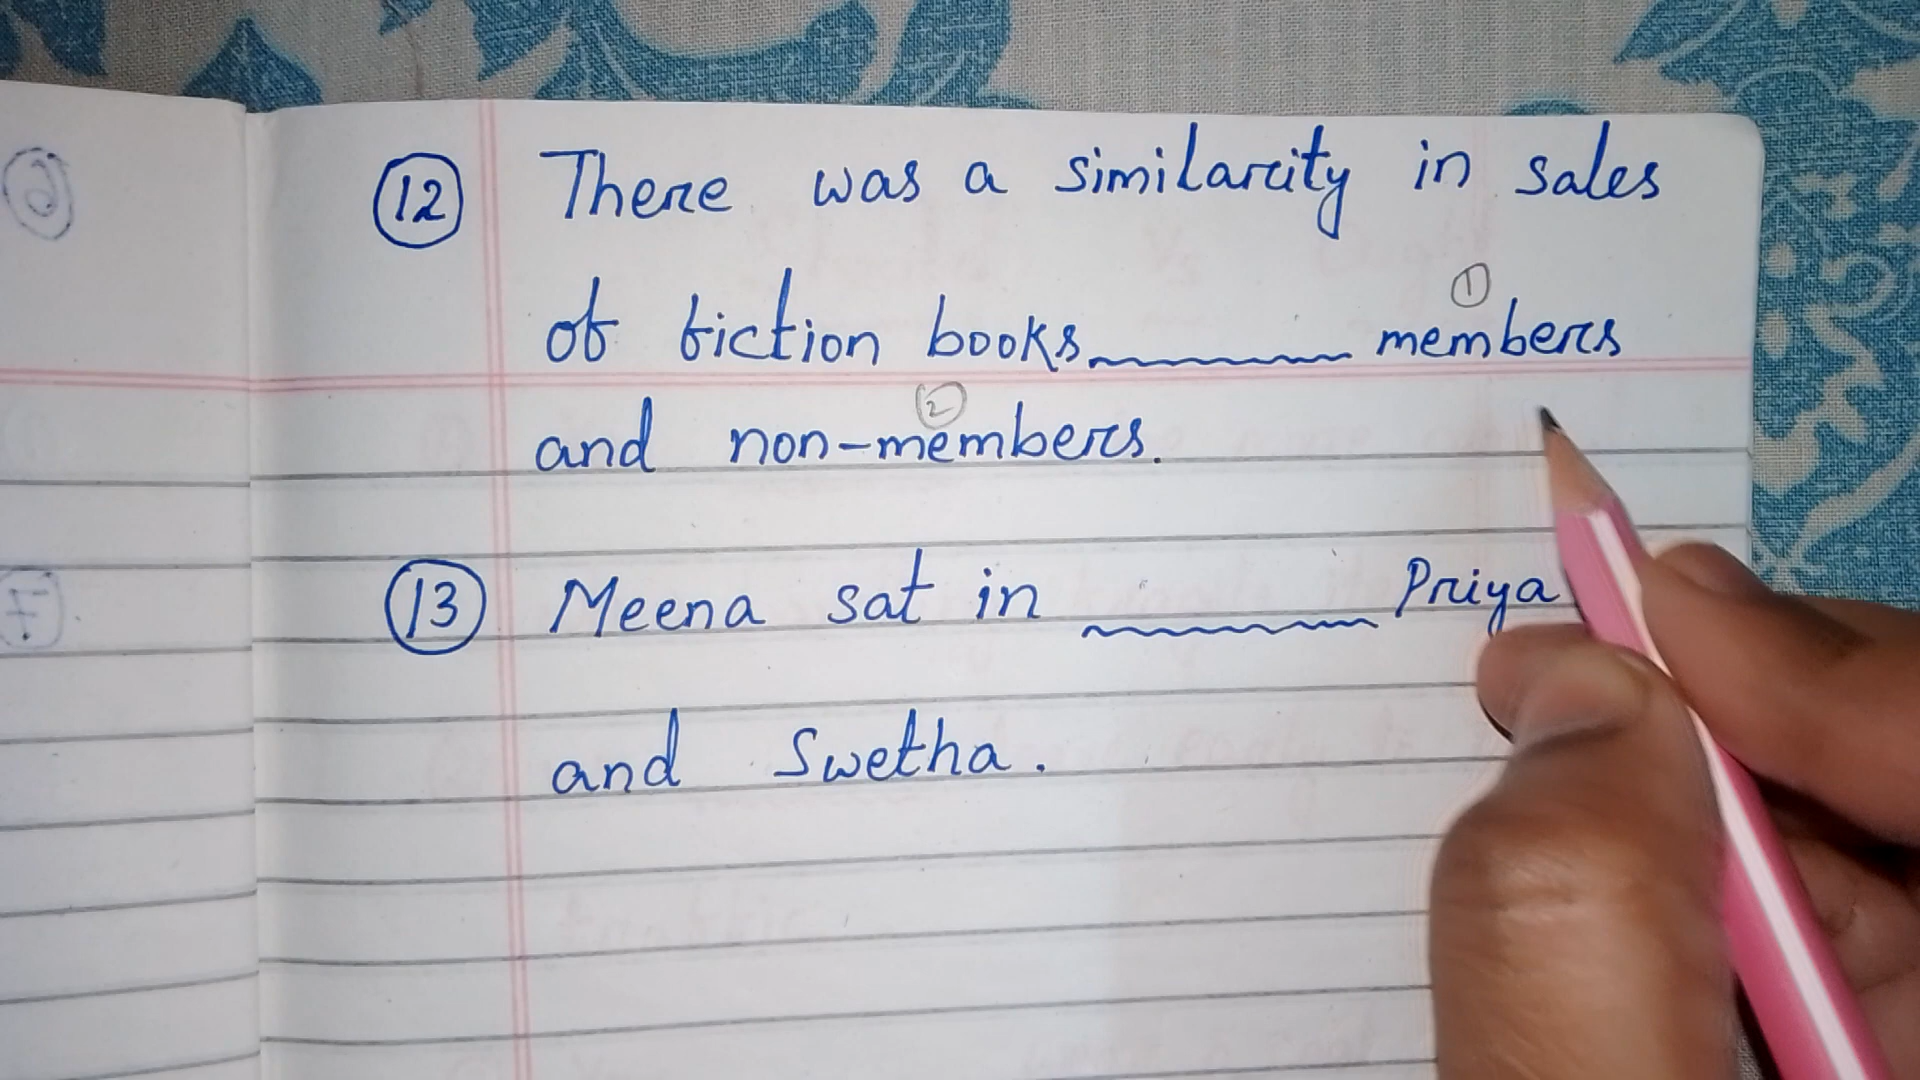 12 There was a similarity in sales
of fiction books ______ members 1
and non-members. 2
13 Meena sat in ______ Priya
and Swetha.